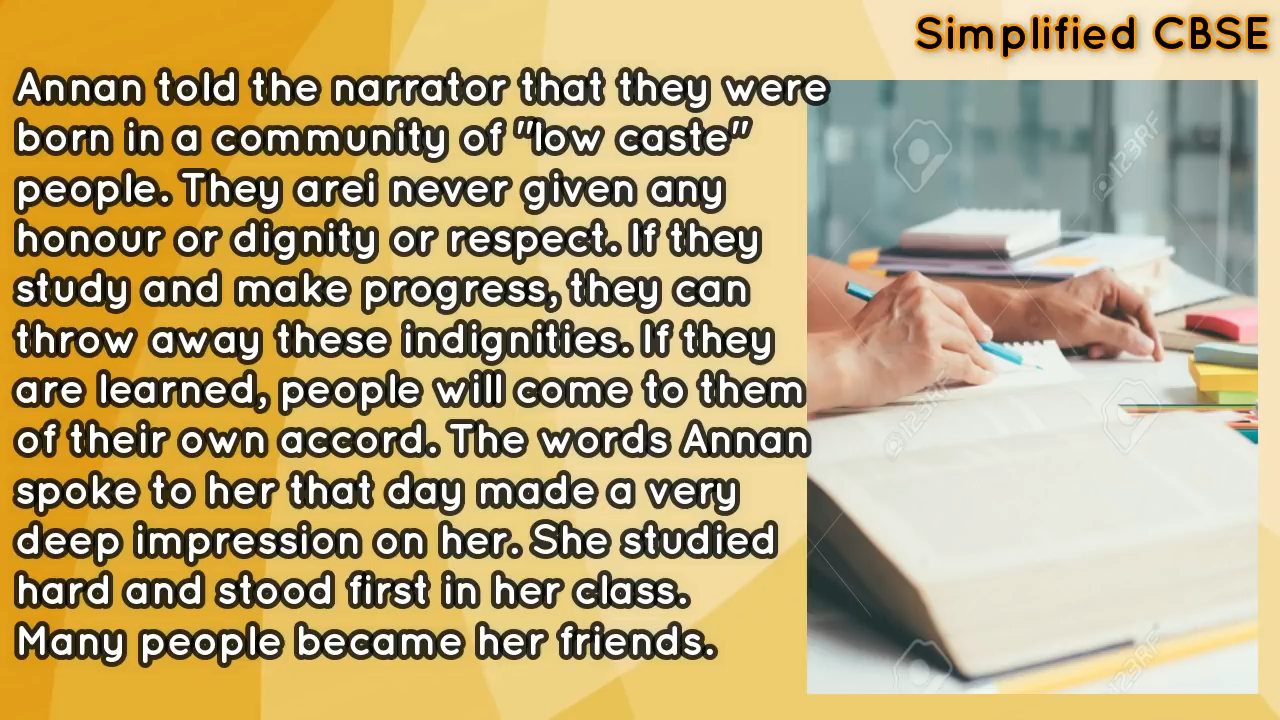 Simplified CBSE
Annan told the narrator that they were
born in a community of "low caste"
people. They arei never given any
honour or dignity or respect. If they
study and make progress, they can
throw away these indignities. If they
are learned, people will come to them
of their own accord. The words Annan
spoke to her that day made a very
deep impression on her. She studied
hard and stood first in her class.
Many people became her friends.
123RF
123RF
123RF
123RF